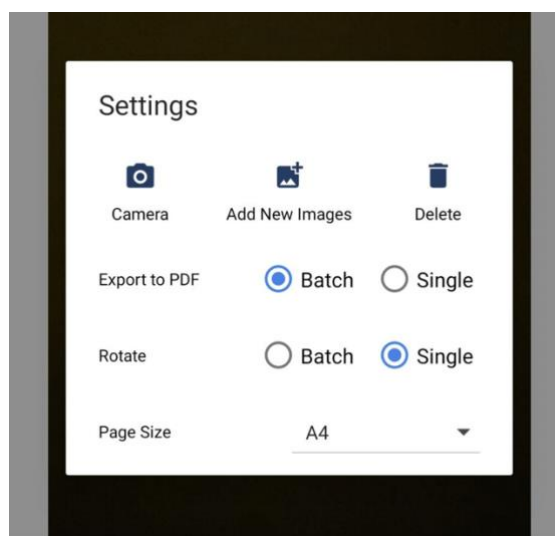 Settings
Camera Add New Images Delete
Export to PDF Batch Single
Rotate Batch Single
Page Size A4